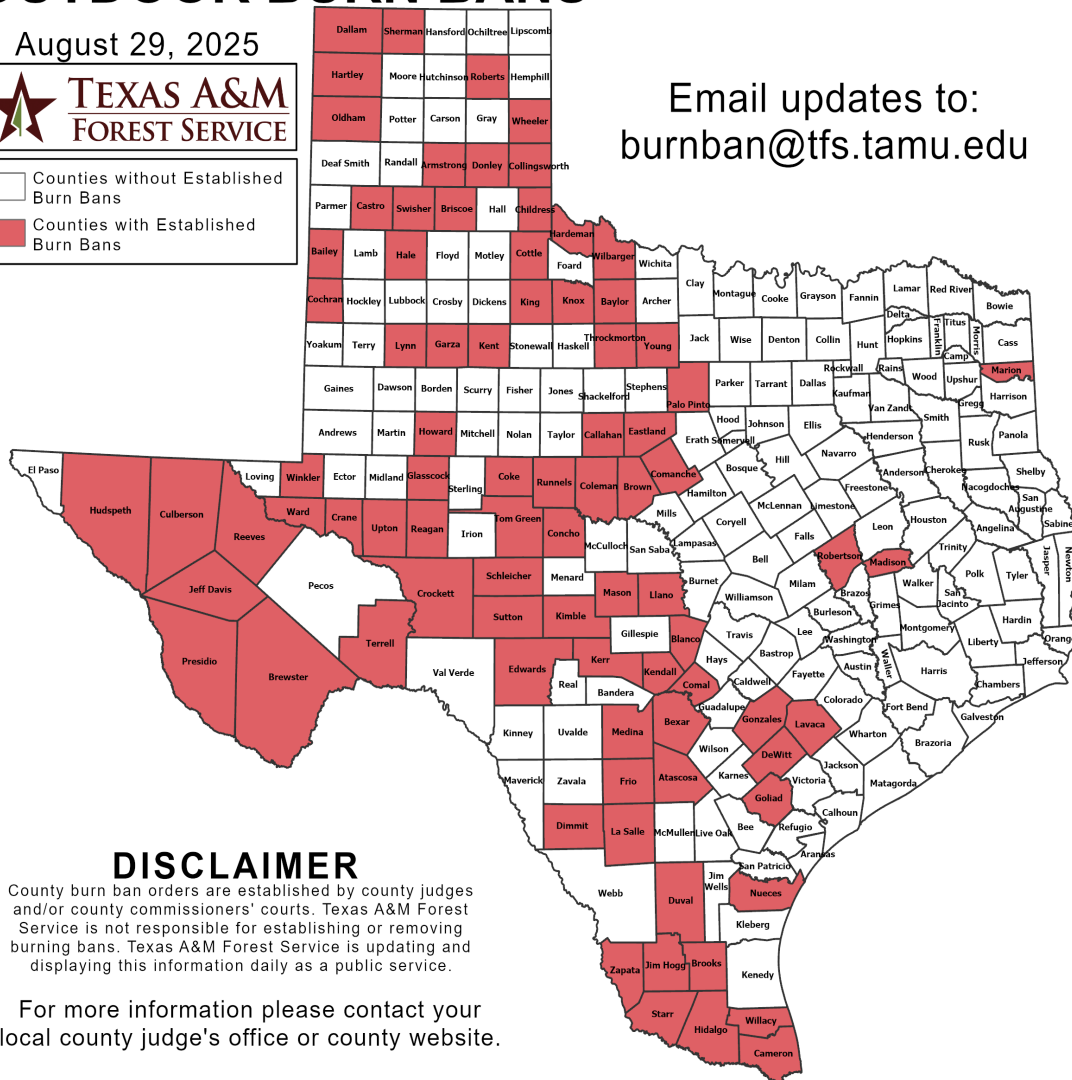 OUTDOOR BURN BANS
August 29, 2025
TEXAS A&M
FOREST SERVICE
Counties without Established
Burn Bans
Counties with Established
Burn Bans
Email updates to:
burnban@tfs.tamu.edu
Dallam Sherman Hansford Ochiltree Lipscomb
Hartley Moore Hutchinson Roberts Hemphill
Oldham Potter Carson Gray Wheeler
Deaf Smith Randall Armstrong Donley Collingsworth
Parmer Castro Swisher Briscoe Hall Childress
Hardeman
Bailey Lamb Hale Floyd Motley Cottle Foard Wilbarger Wichita
Clay Montague Cooke Grayson Fannin Lamar Red River Bowie
Cochran Hockley Lubbock Crosby Dickens King Knox Baylor Archer
Delta Franklin Titus Morris Cass
Yoakum Terry Lynn Garza Kent Stonewall Haskell Throckmorton Young Jack Wise Denton Collin Hunt Hopkins Camp
Rockwall Rains Wood Upshur Marion
Gaines Dawson Borden Scurry Fisher Jones Shackelford Stephens Palo Pinto Parker Tarrant Dallas Kaufman Van Zandt Gregg Harrison
Smith Rusk Panola
Andrews Martin Howard Mitchell Nolan Taylor Callahan Eastland Erath Hood Somervell Johnson Ellis Henderson
Navarro Hill Bosque
El Paso Loving Winkler Ector Midland Glasscock Sterling Coke Runnels Coleman Brown Comanche Hamilton Anderson Cherokee Nacogdoches Shelby
San
Augustine
Sabine
Hudspeth Culberson Reeves Ward Crane Upton Reagan Irion Tom Green Concho Mills McLennan Limestone Freestone Leon Houston Angelina
McCulloch San Saba Lampasas Coryell Falls Bell Robertson Madison Trinity Jasper Newton
Jeff Davis Pecos Crockett Schleicher Menard Mason Llano Burnet Williamson Milam Brazos Grimes Walker
San
Jacinto
Polk Tyler
Sutton Kimble Burleson Hardin
Terrell Gillespie Blanco Travis Lee Washington Montgomery Liberty Orange
Presidio Brewster Val Verde Edwards Real Kerr Kendall Hays Bastrop Austin Waller Harris Jefferson
Bandera Comal Caldwell Fayette Chambers
Guadalupe Colorado Fort Bend Galveston
Kinney Uvalde Medina Bexar Gonzales Lavaca Wharton Brazoria
Wilson DeWitt Jackson
Maverick Zavala Frio Atascosa Karnes Victoria Matagorda
Goliad Calhoun
Dimmit La Salle McMullen Live Oak Bee Refugio
Aransas
San Patricio
Webb Duval
Jim
Wells
Nueces
Kleberg
Zapata Jim Hogg Brooks Kenedy
Starr Hidalgo Willacy
Cameron
DISCLAIMER
County burn ban orders are established by county judges
and/or county commissioners' courts. Texas A&M Forest
Service is not responsible for establishing or removing
burning bans. Texas A&M Forest Service is updating and
displaying this information daily as a public service.
For more information please contact your
local county judge's office or county website.